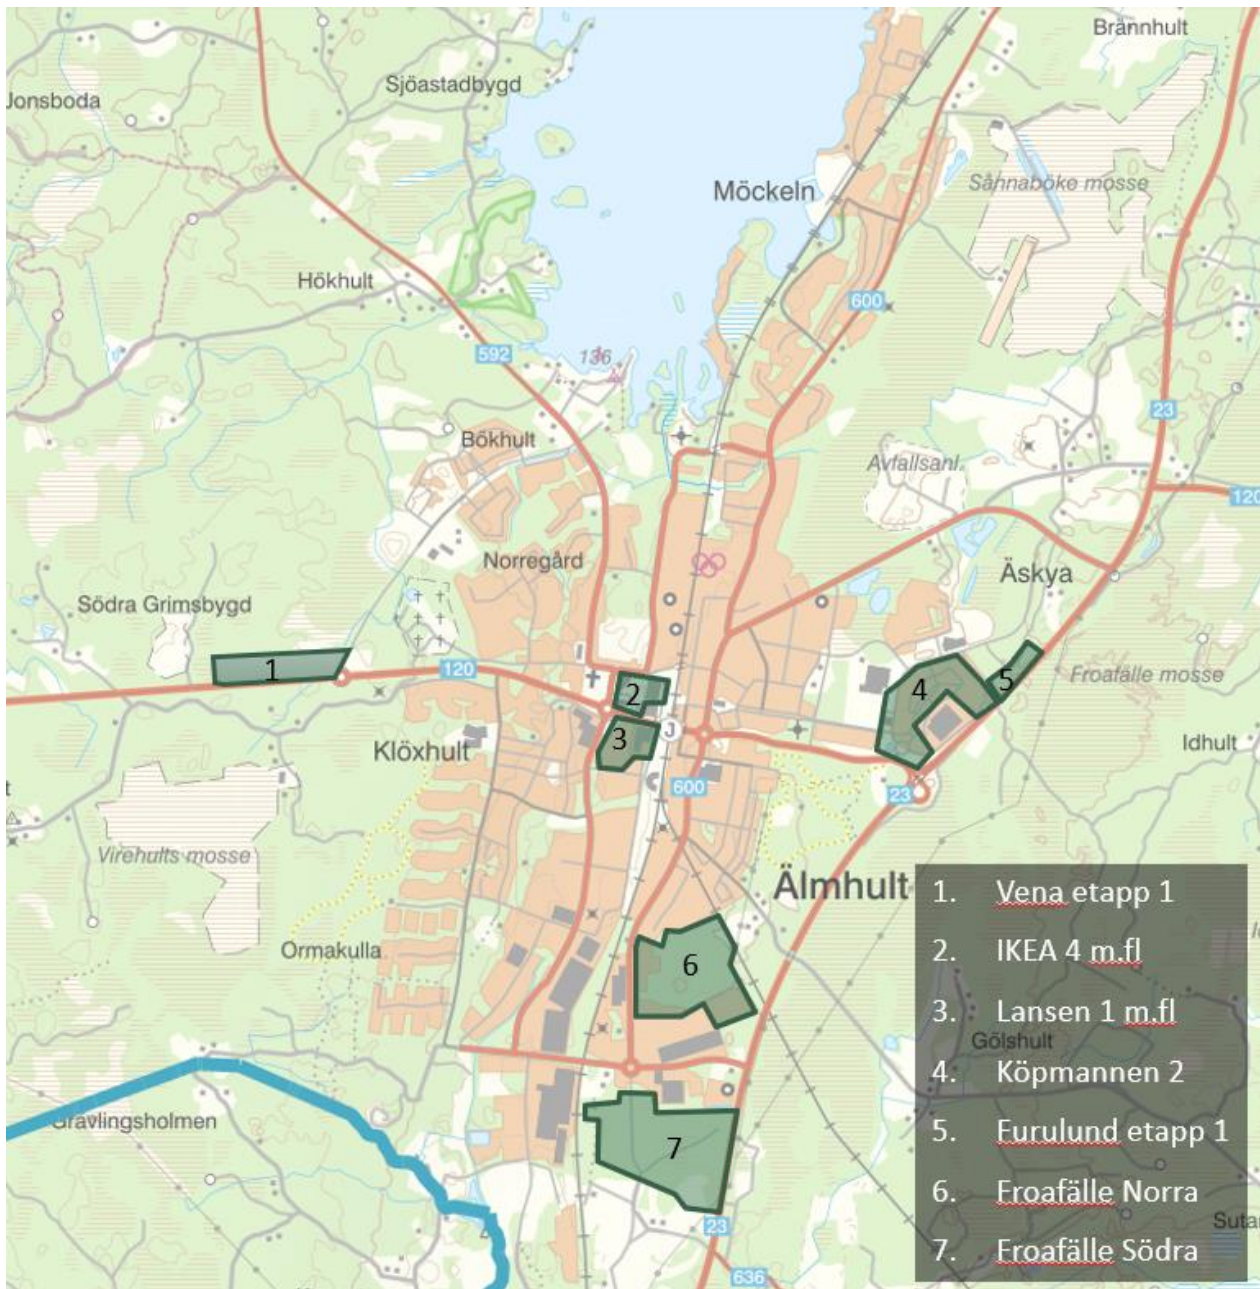 Brännhult
Sjöastadbygd
Jonsboda
Möckeln
Sånnaböke mosse
Hökhult
600
592
136
23
Bökhult
Avfallsanl.
120
Norregård
Äskya
Södra Grimsbygd
1
120
2
4
5
Froafälle mosse
3
J
Klöxhult
Idhult
600
23
Virehults mosse
Älmhult
Ormakulla
6
Gravlingsholmen
7
23
636
1. Vena etapp 1
2. IKEA 4 m.fl
3. Lansen 1 m.fl
Gölshult
4. Köpmannen 2
5. Furulund etapp 1
6. Froafälle Norra
7. Froafälle Södra